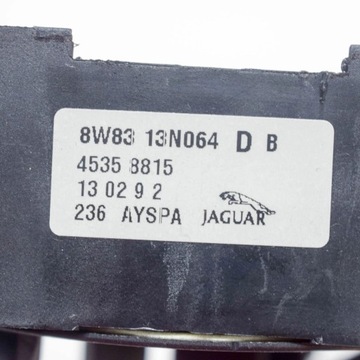 8W83 13N064 D B
4535 8815
13 02 9 2
236 AYSPA JAGUAR